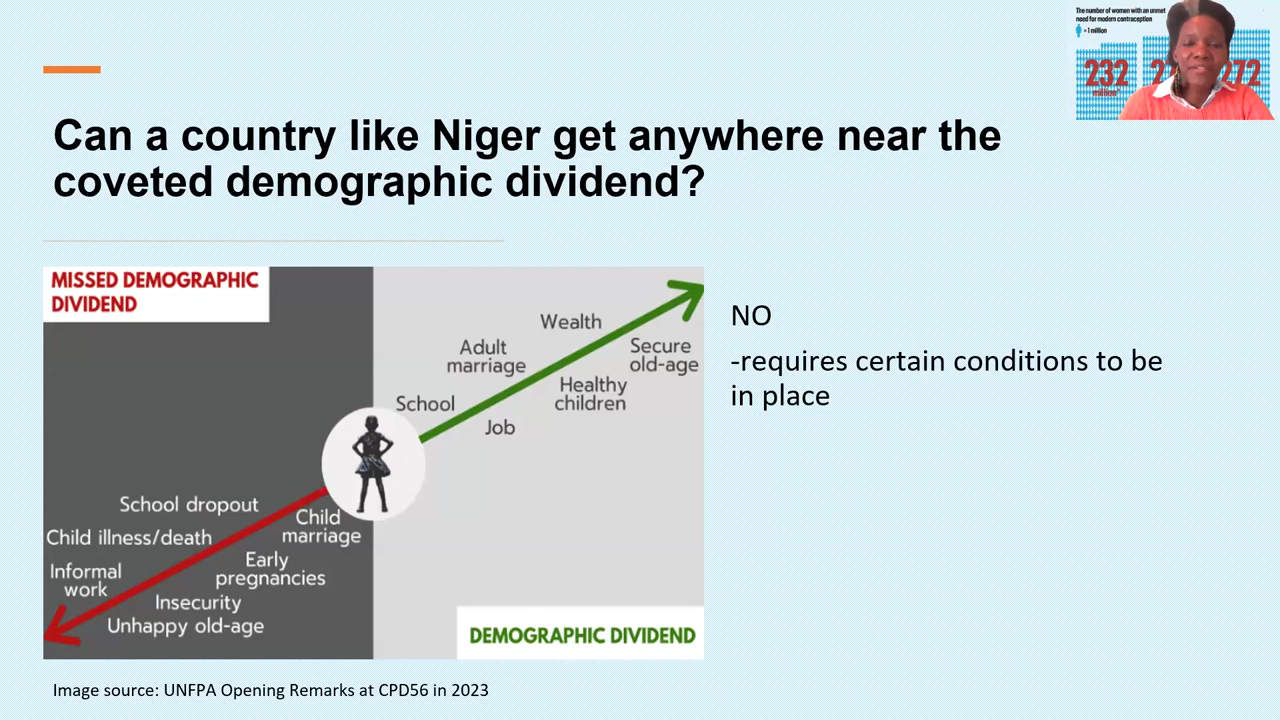 The number of women with an unmet
need for modern contraception
= 1 million
232
million
272
Can a country like Niger get anywhere near the
coveted demographic dividend?
MISSED DEMOGRAPHIC
DIVIDEND
Wealth
Adult
marriage
Secure
old-age
Healthy
children
School
Job
School dropout
Child
marriage
Child illness/death
Early
pregnancies
Informal
work
Insecurity
Unhappy old-age
DEMOGRAPHIC DIVIDEND
NO
-requires certain conditions to be
in place
Image source: UNFPA Opening Remarks at CPD56 in 2023